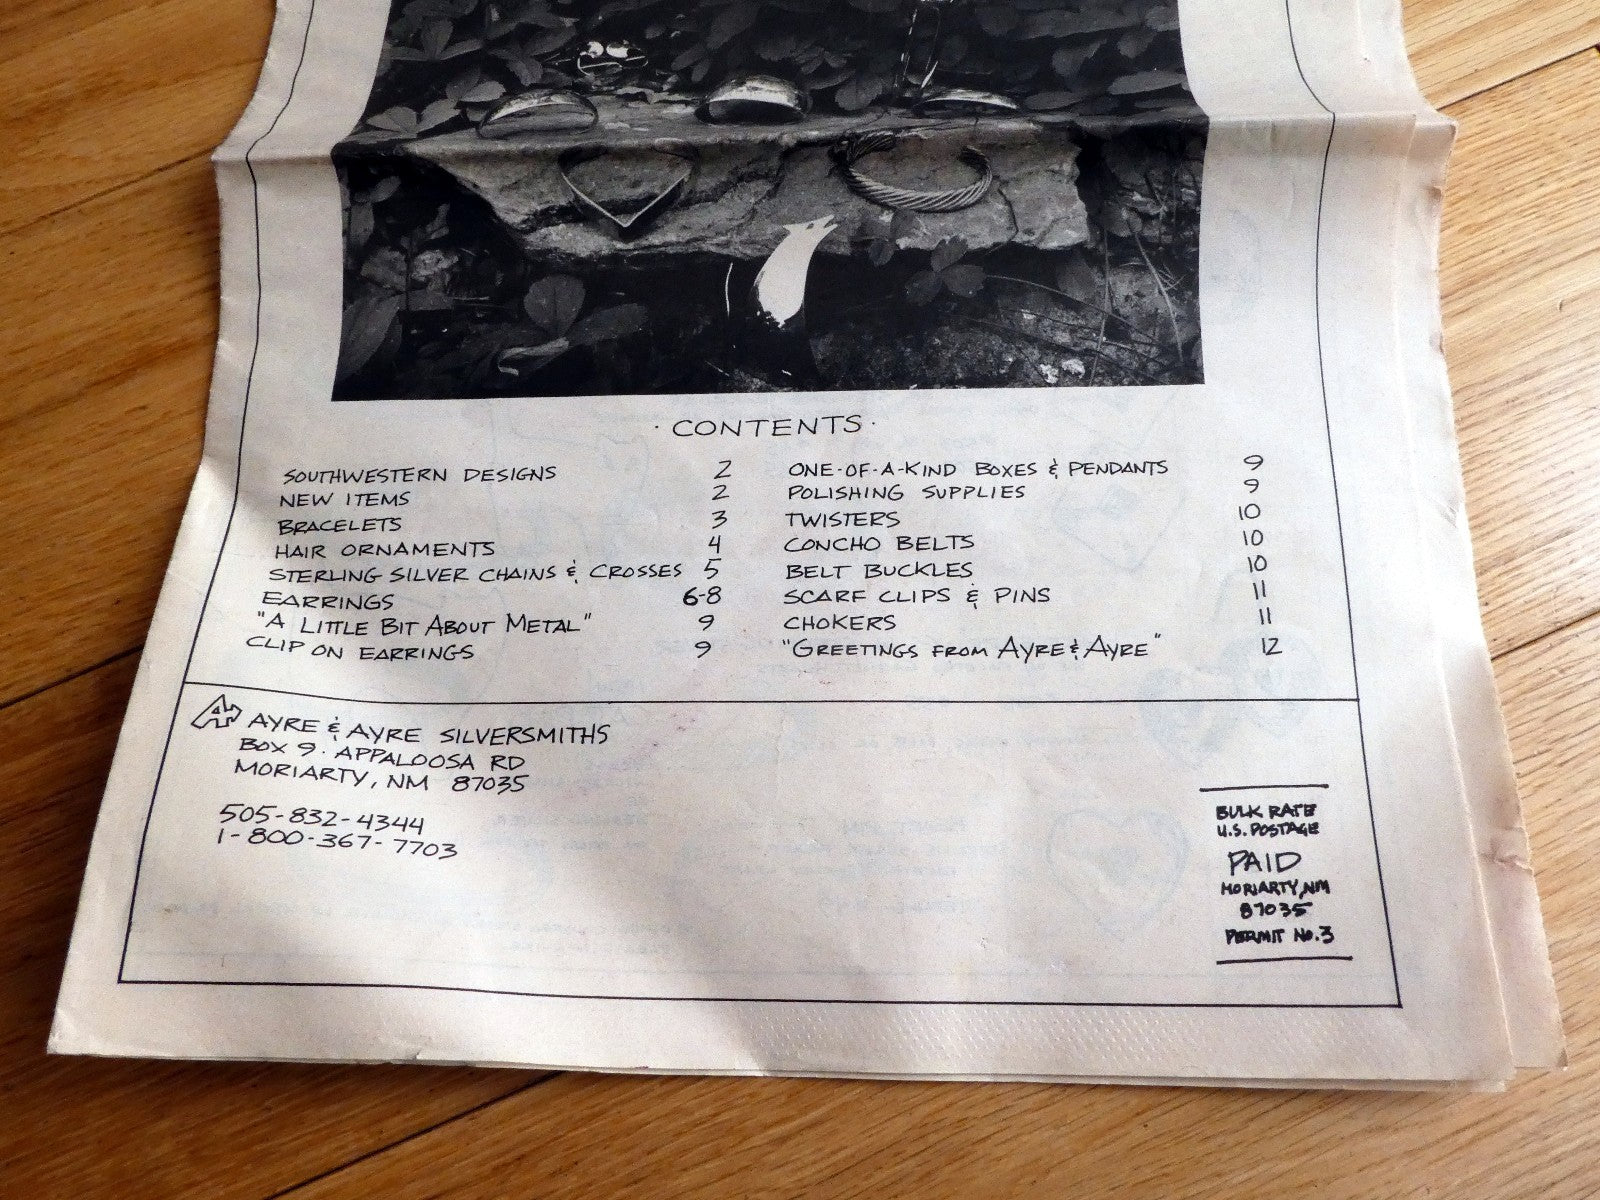 · CONTENTS ·
SOUTHWESTERN DESIGNS 2
NEW ITEMS 2
BRACELETS 3
HAIR ORNAMENTS 4
STERLING SILVER CHAINS & CROSSES 5
EARRINGS 6-8
"A LITTLE BIT ABOUT METAL" 9
CLIP ON EARRINGS 9
ONE-OF-A-KIND BOXES & PENDANTS 9
POLISHING SUPPLIES 9
TWISTERS 10
CONCHO BELTS 10
BELT BUCKLES 10
SCARF CLIPS & PINS 11
CHOKERS 11
"GREETINGS FROM AYRE & AYRE" 12
AYRE & AYRE SILVERSMITHS
BOX 9 · APPALOOSA RD
MORIARTY, NM 87035
505-832-4344
1-800-367-7703
BULK RATE
U.S. POSTAGE
PAID
MORIARTY, NM
87035
PERMIT NO. 3